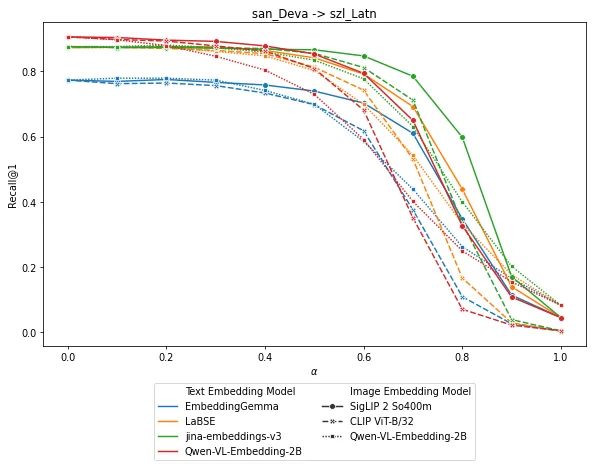 san_Deva -> szl_Latn
Recall@1
0.8
0.6
0.4
0.2
0.0
0.0 0.2 0.4 0.6 0.8 1.0
α
Text Embedding Model Image Embedding Model
EmbeddingGemma SigLIP 2 So400m
LaBSE CLIP ViT-B/32
jina-embeddings-v3 Qwen-VL-Embedding-2B
Qwen-VL-Embedding-2B